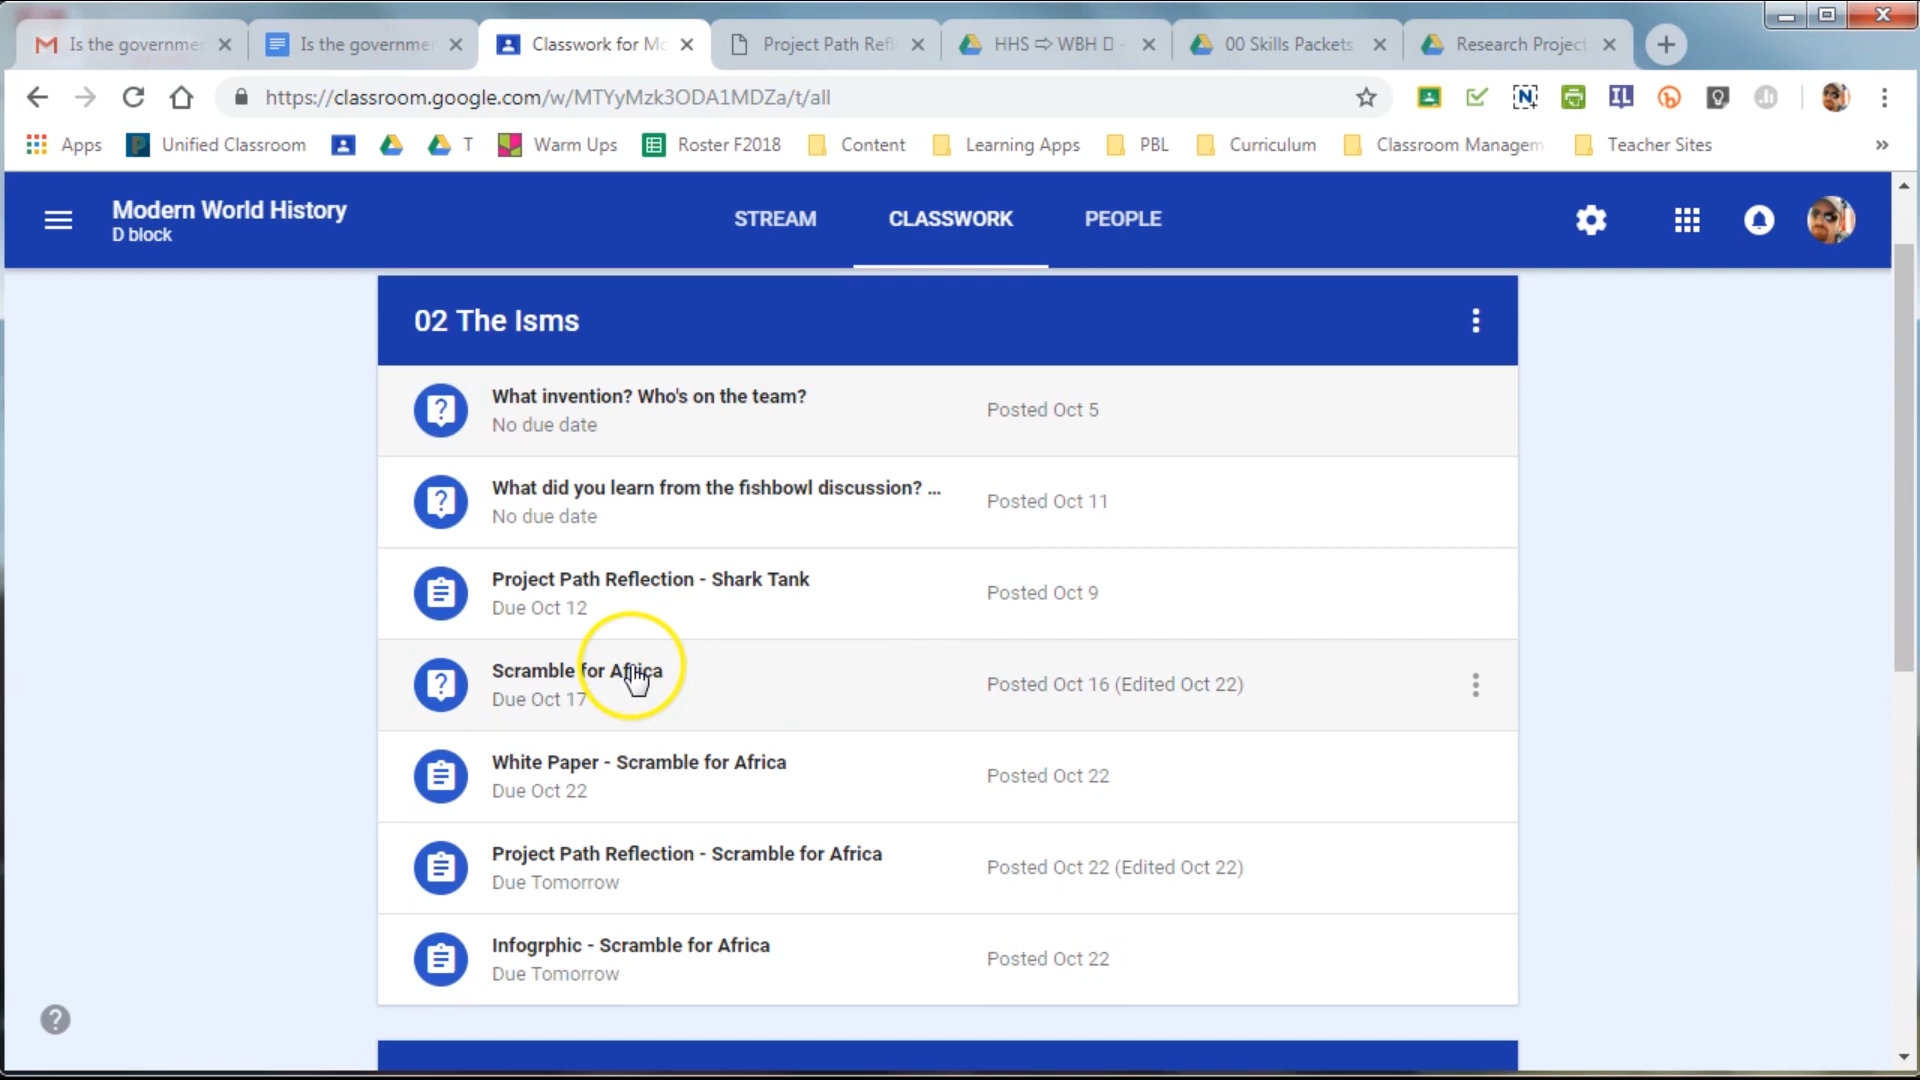 Is the governmer
Is the governmer
Classwork for Mo
Project Path Refl
HHS ⇨ WBH
00 Skills Packets
Research Project
https://classroom.google.com/w/MTYyMzk3ODA1MDZa/t/all
Apps
Unified Classroom
T
Warm Ups
Roster F2018
Content
Learning Apps
PBL
Curriculum
Classroom Managem
Teacher Sites
»
Modern World History
D block
STREAM
CLASSWORK
PEOPLE
02 The Isms
What invention? Who's on the team?
No due date
Posted Oct 5
What did you learn from the fishbowl discussion? ...
No due date
Posted Oct 11
Project Path Reflection - Shark Tank
Due Oct 12
Posted Oct 9
Scramble for Africa
Due Oct 17
Posted Oct 16 (Edited Oct 22)
White Paper - Scramble for Africa
Due Oct 22
Posted Oct 22
Project Path Reflection - Scramble for Africa
Due Tomorrow
Posted Oct 22 (Edited Oct 22)
Infogrphic - Scramble for Africa
Due Tomorrow
Posted Oct 22